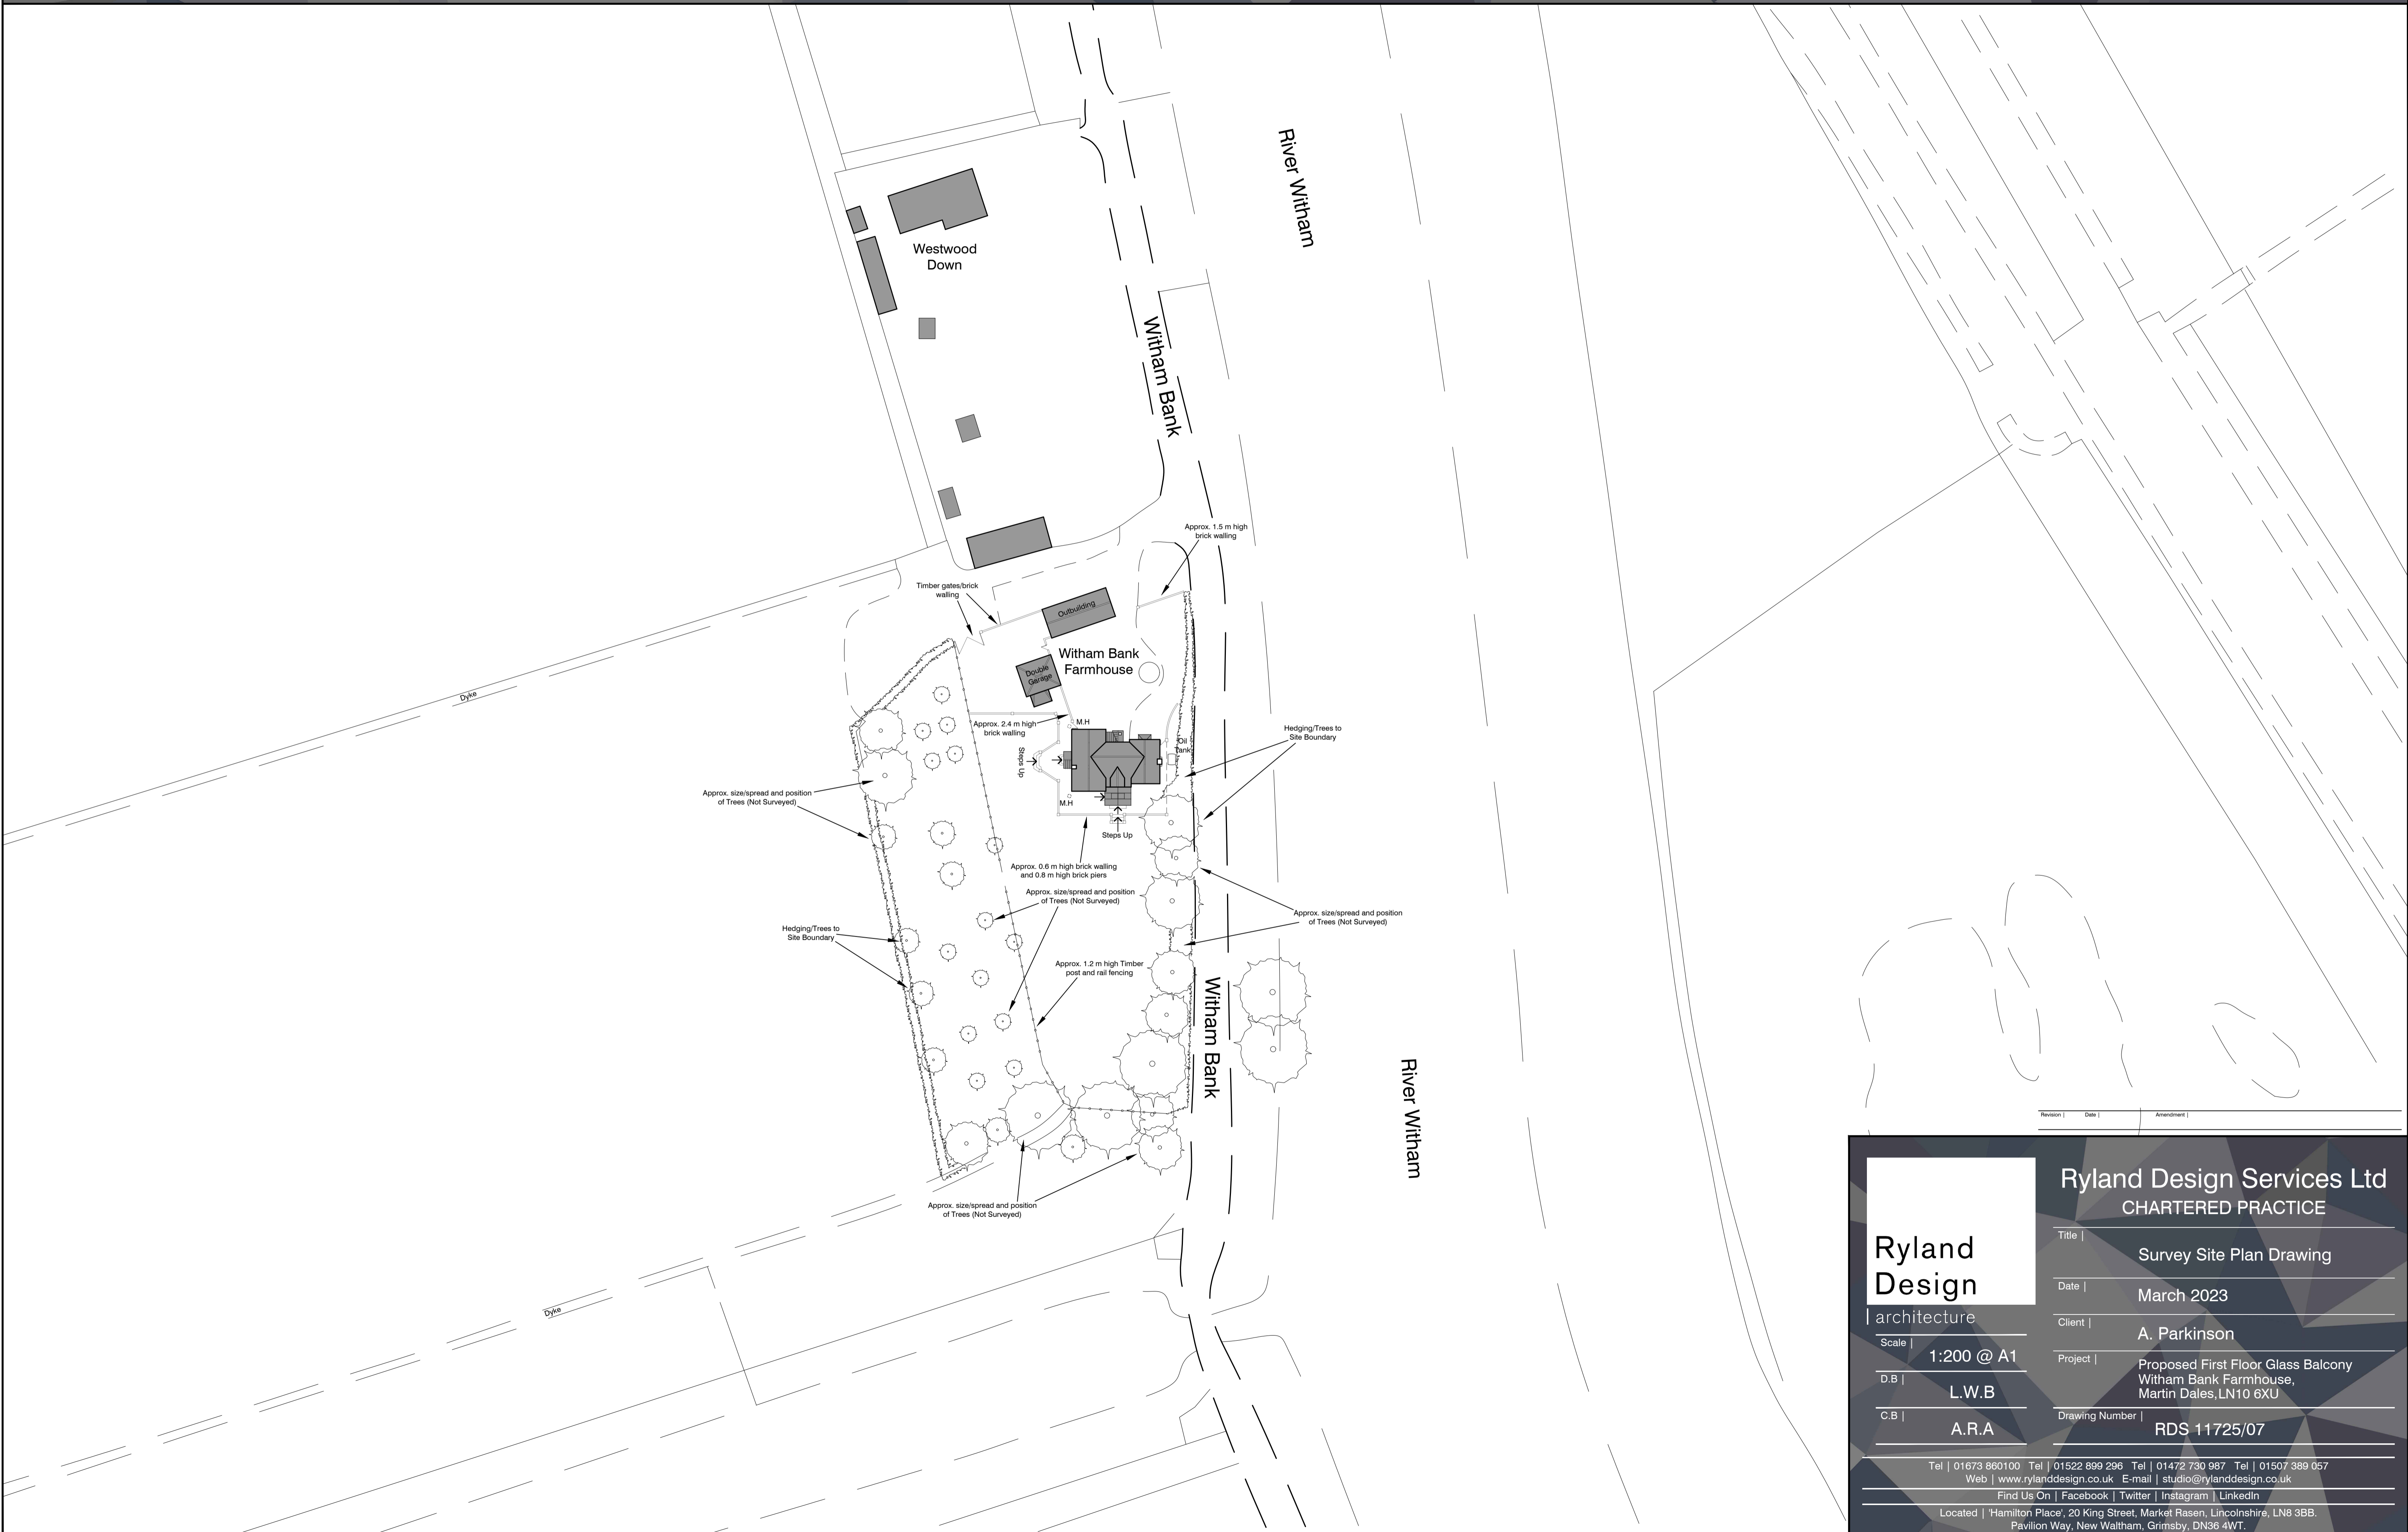 River Witham
Westwood
Down
Witham Bank
Approx. 1.5 m high
brick walling
Timber gates/brick
walling
Outbuilding
Witham Bank
Farmhouse
Double
Garage
Dyke
Approx. 2.4 m high
brick walling
M.H
Oil
Tank
Steps Up
M.H
Steps Up
Hedging/Trees to
Site Boundary
Approx. size/spread and position
of Trees (Not Surveyed)
Approx. 0.6 m high brick walling
and 0.8 m high brick piers
Approx. size/spread and position
of Trees (Not Surveyed)
Approx. size/spread and position
of Trees (Not Surveyed)
Hedging/Trees to
Site Boundary
Approx. 1.2 m high Timber
post and rail fencing
Witham Bank
River Witham
Approx. size/spread and position
of Trees (Not Surveyed)
Dyke
Revision | Date | Amendment |
Ryland
Design
| architecture
Ryland Design Services Ltd
CHARTERED PRACTICE
Title |
Survey Site Plan Drawing
Date |
March 2023
Client |
A. Parkinson
Project |
Proposed First Floor Glass Balcony
Witham Bank Farmhouse,
Martin Dales,LN10 6XU
Drawing Number |
RDS 11725/07
Scale |
1:200 @ A1
D.B |
L.W.B
C.B |
A.R.A
Tel | 01673 860100 Tel | 01522 899 296 Tel | 01472 730 987 Tel | 01507 389 057
Web | www.rylanddesign.co.uk E-mail | studio@rylanddesign.co.uk
Find Us On | Facebook | Twitter | Instagram | LinkedIn
Located | 'Hamilton Place', 20 King Street, Market Rasen, Lincolnshire, LN8 3BB.
Pavilion Way, New Waltham, Grimsby, DN36 4WT.